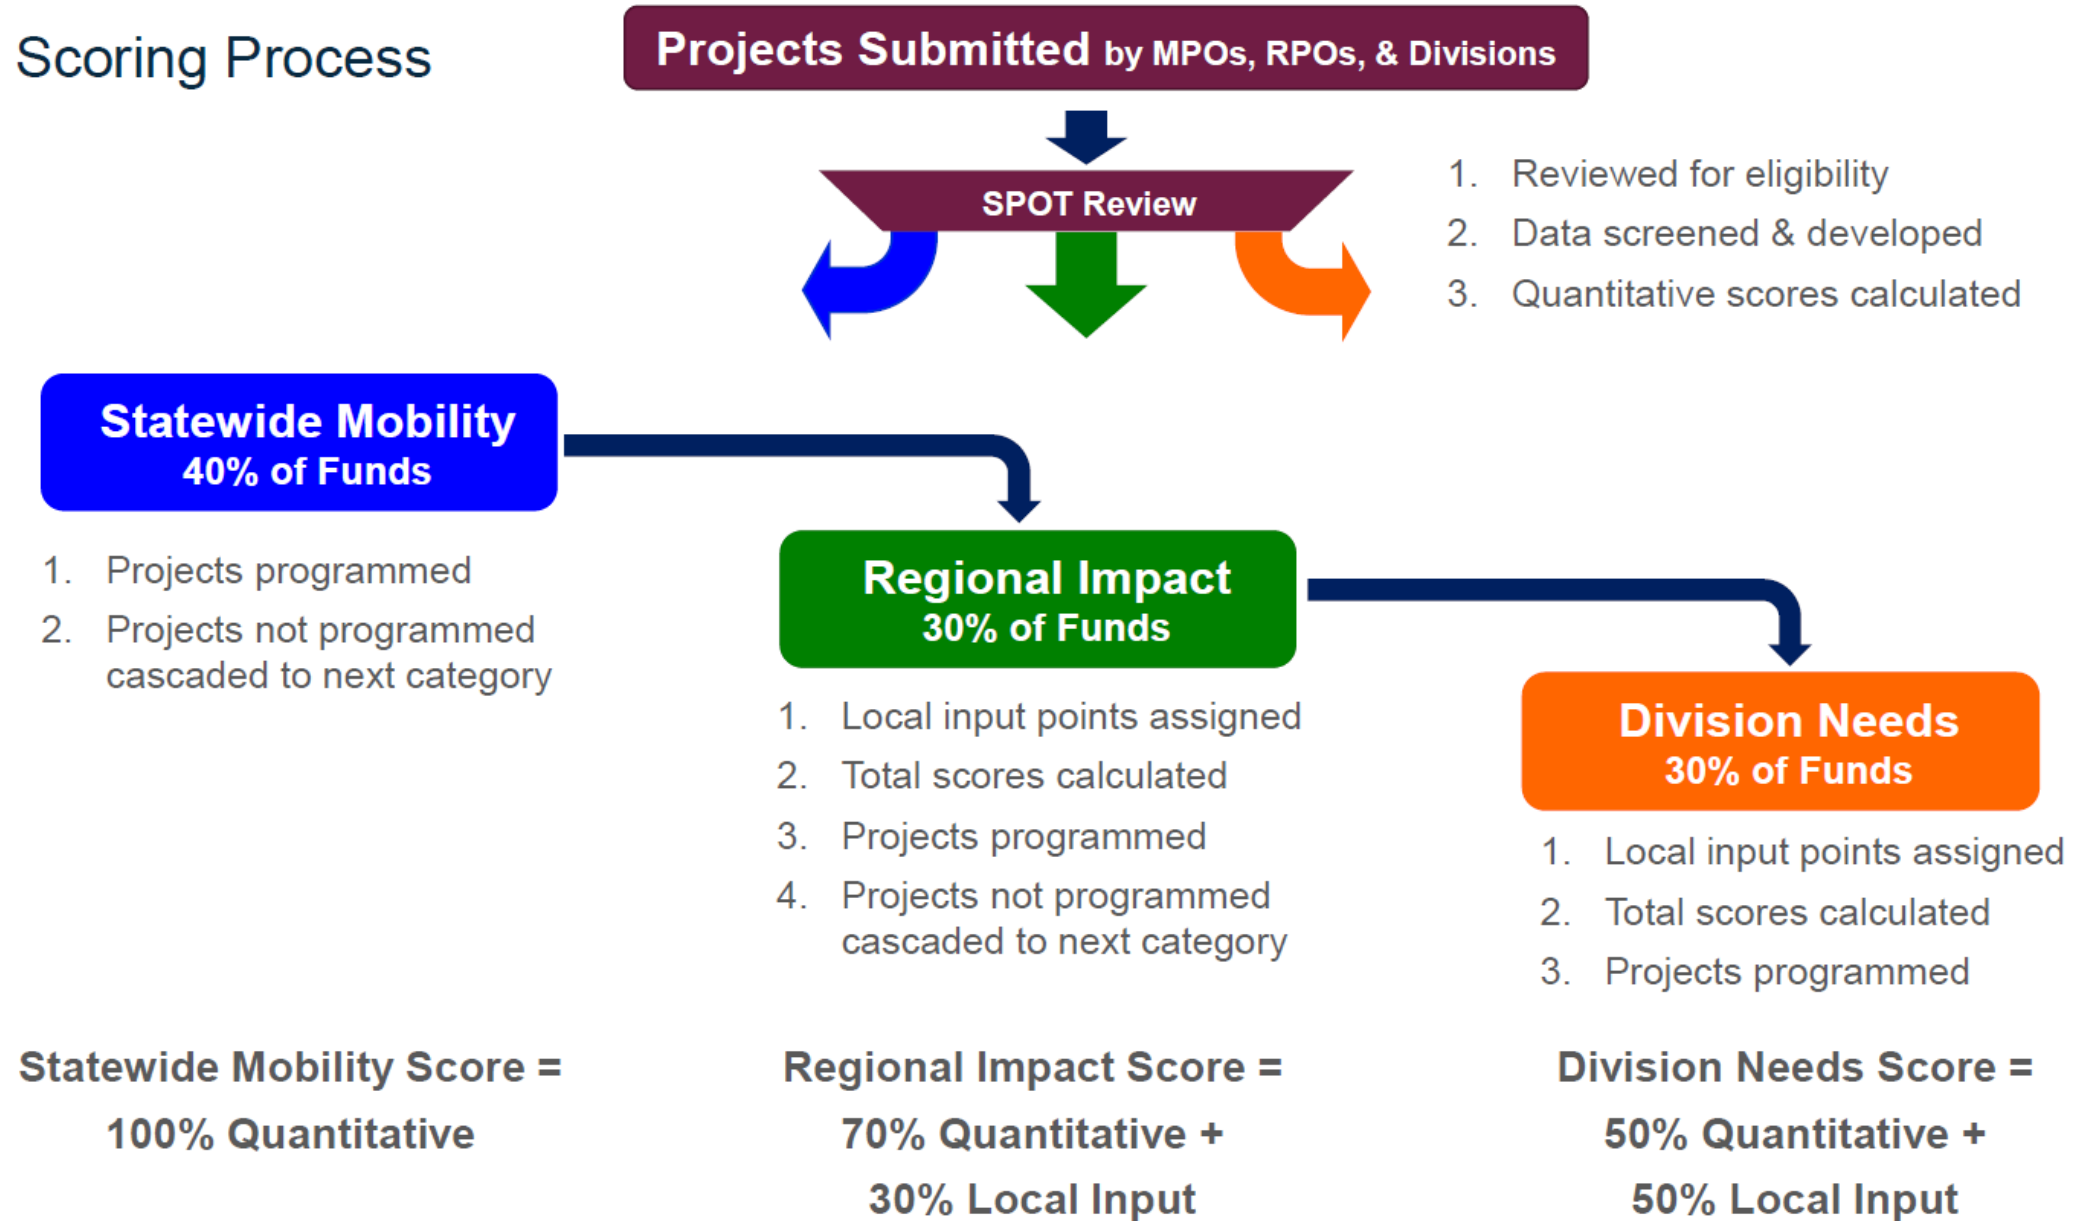 Scoring Process
Projects Submitted by MPOs, RPOs, & Divisions
SPOT Review
1. Reviewed for eligibility
2. Data screened & developed
3. Quantitative scores calculated
Statewide Mobility
40% of Funds
1. Projects programmed
2. Projects not programmed
cascaded to next category
Regional Impact
30% of Funds
1. Local input points assigned
2. Total scores calculated
3. Projects programmed
4. Projects not programmed
cascaded to next category
Division Needs
30% of Funds
1. Local input points assigned
2. Total scores calculated
3. Projects programmed
Statewide Mobility Score =
100% Quantitative
Regional Impact Score =
70% Quantitative +
30% Local Input
Division Needs Score =
50% Quantitative +
50% Local Input